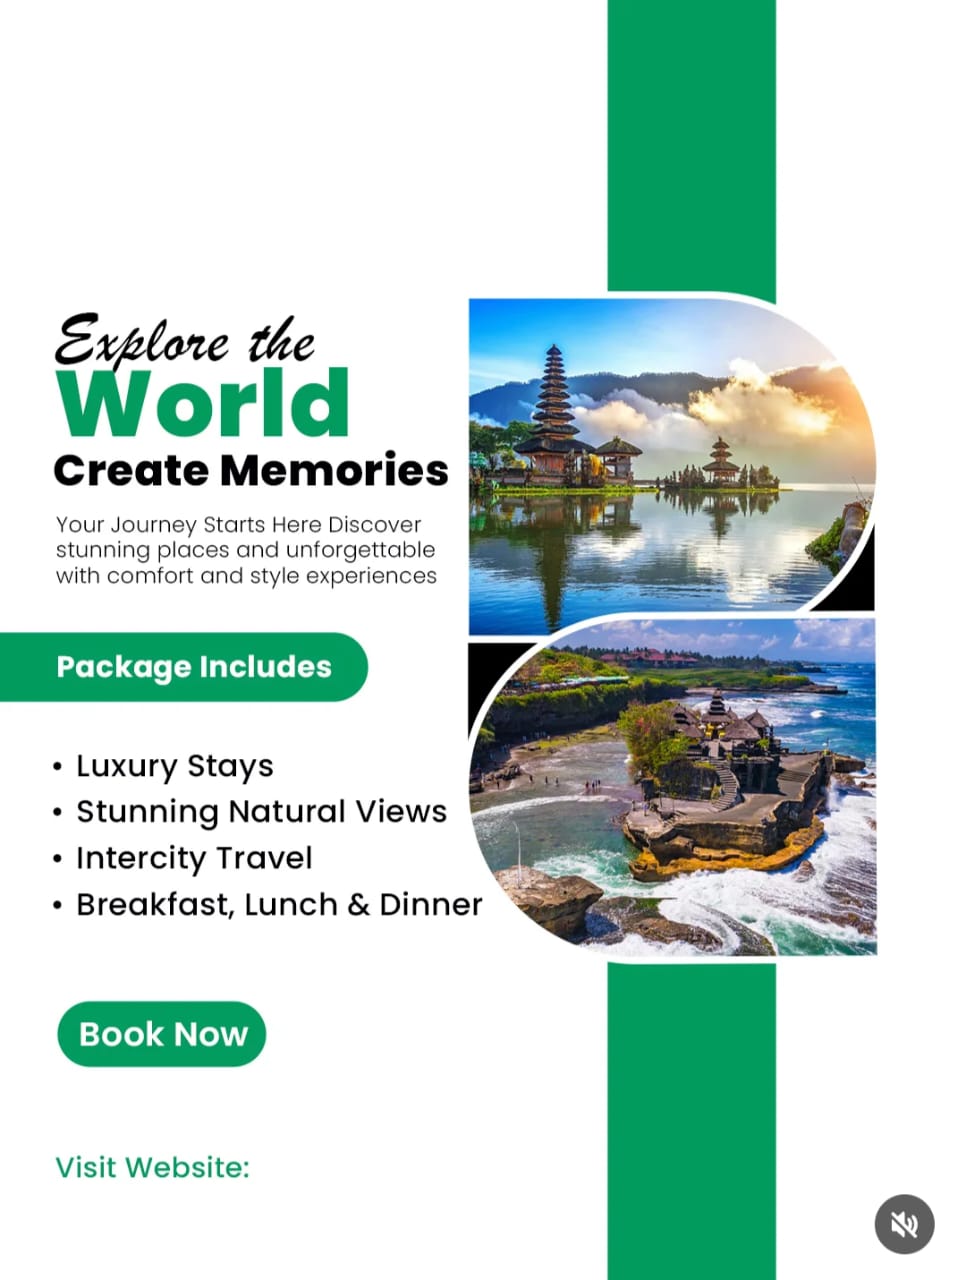 Explore the
World
Create Memories
Your Journey Starts Here Discover
stunning places and unforgettable
with comfort and style experiences
Package Includes
• Luxury Stays
• Stunning Natural Views
• Intercity Travel
• Breakfast, Lunch & Dinner
Book Now
Visit Website: